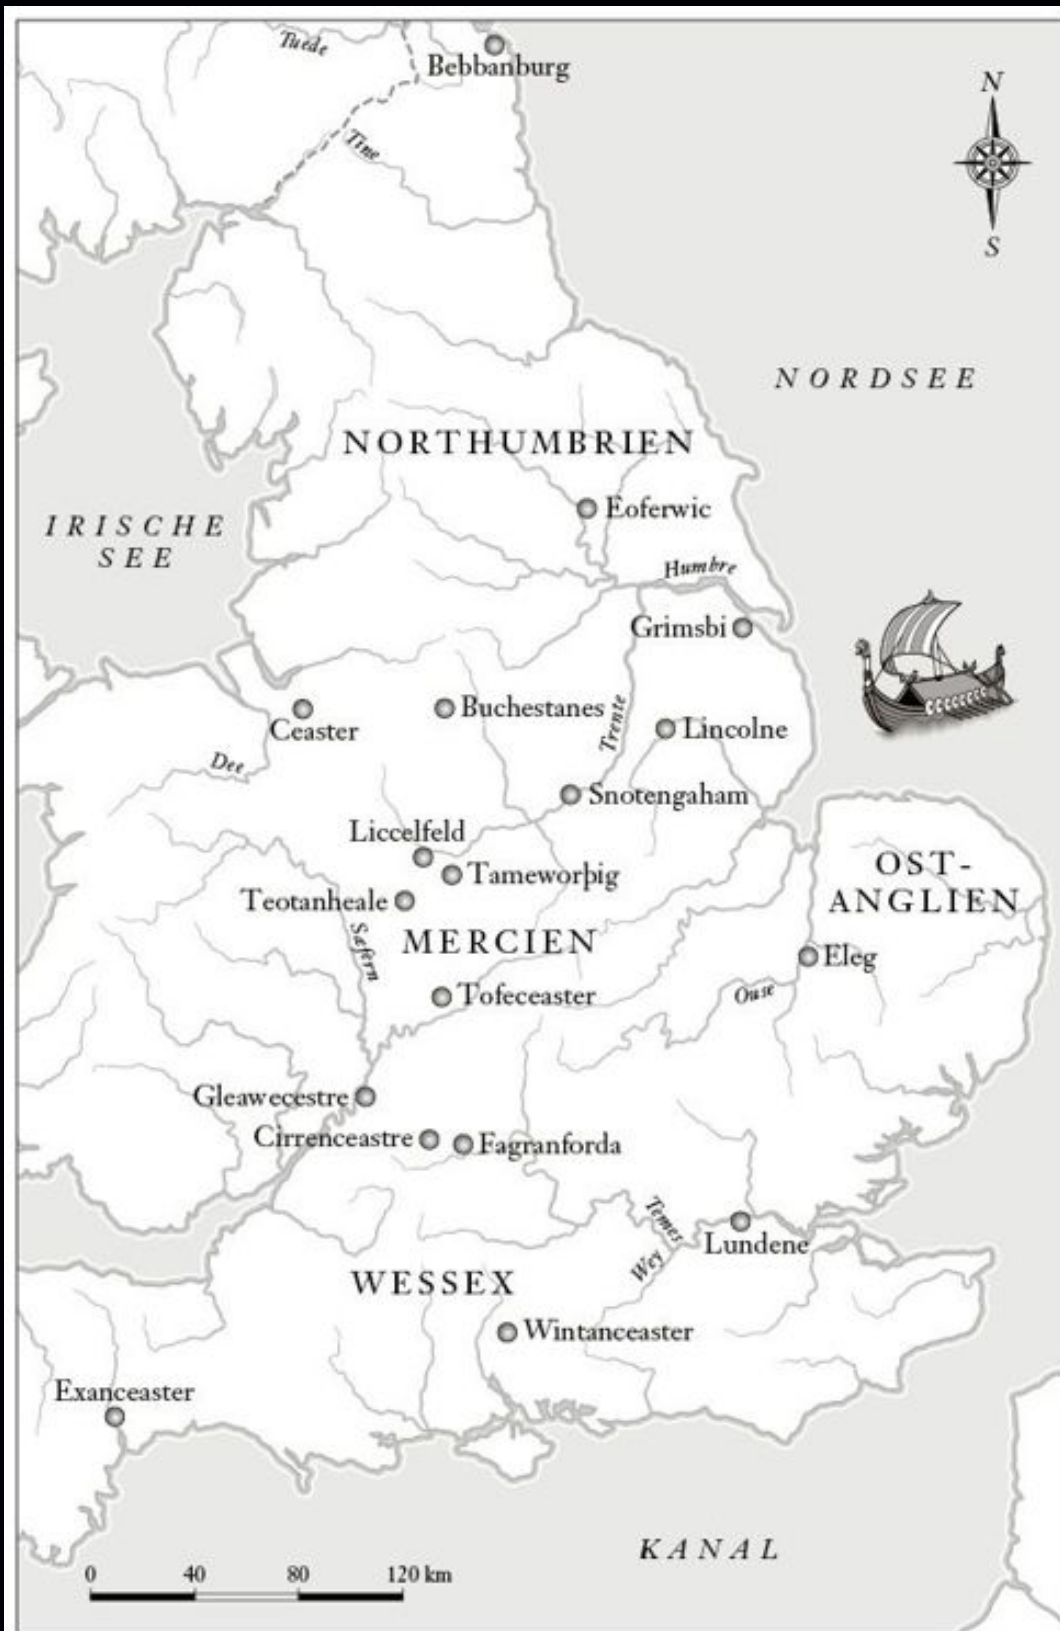 Tuede
Bebbanburg
N
Tine
S
NORDSEE
NORTHUMBRIEN
Eoferwic
IRISCHE
SEE
Humbre
Grimsbi
Buchestanes
Trente
Ceaster
Lincolne
Dee
Snotengaham
Liccelfeld
Tameworþig
OST-
ANGLIEN
Teotanheale
Sæfern
MERCIEN
Eleg
Tofeceaster
Ouse
Gleawecestre
Cirrenceastre
Fagranforda
Temes
Lundene
Wey
WESSEX
Wintanceaster
Exanceaster
KANAL
0 40 80 120 km